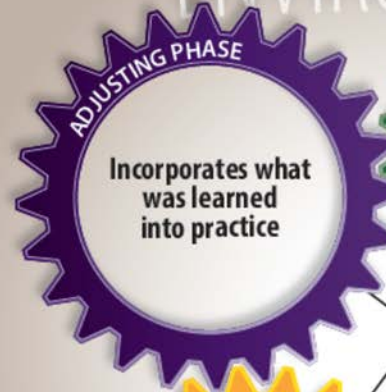 ADJUSTING PHASE
Incorporates what
was learned
into practice